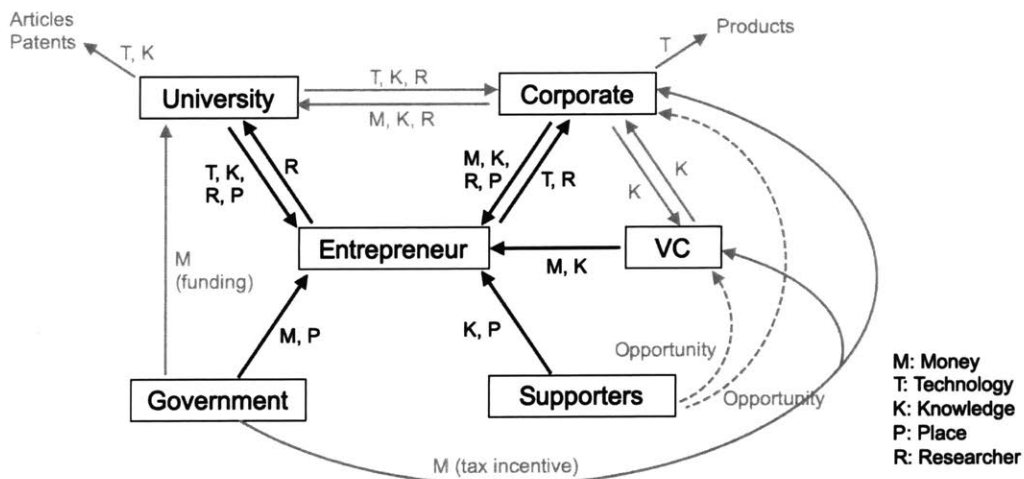 Articles
Patents
T, K
Products
T
University
T, K, R
M, K, R
Corporate
T, K,
R, P
R
M, K,
R, P
T, R
K
K
Entrepreneur
M, K
VC
M
(funding)
M, P
K, P
Opportunity
Government
Supporters
Opportunity
M (tax incentive)
M: Money
T: Technology
K: Knowledge
P: Place
R: Researcher